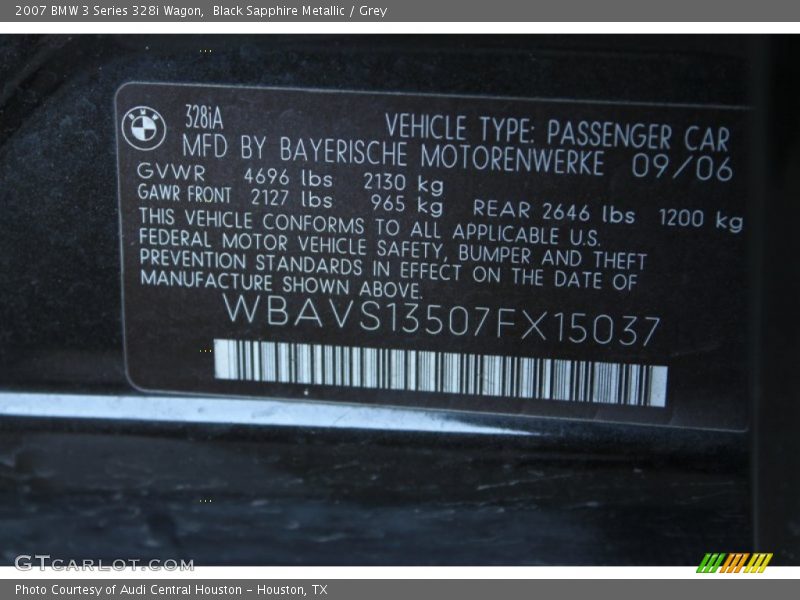 2007 BMW 3 Series 328i Wagon, Black Sapphire Metallic / Grey
328iA
VEHICLE TYPE: PASSENGER CAR
MFD BY BAYERISCHE MOTORENWERKE 09/06
GVWR 4696 lbs 2130 kg
GAWR FRONT 2127 lbs 965 kg REAR 2646 lbs 1200 kg
THIS VEHICLE CONFORMS TO ALL APPLICABLE U.S.
FEDERAL MOTOR VEHICLE SAFETY, BUMPER AND THEFT
PREVENTION STANDARDS IN EFFECT ON THE DATE OF
MANUFACTURE SHOWN ABOVE.
WBAVS13507FX15037
GTcarlot.com
Photo Courtesy of Audi Central Houston - Houston, TX